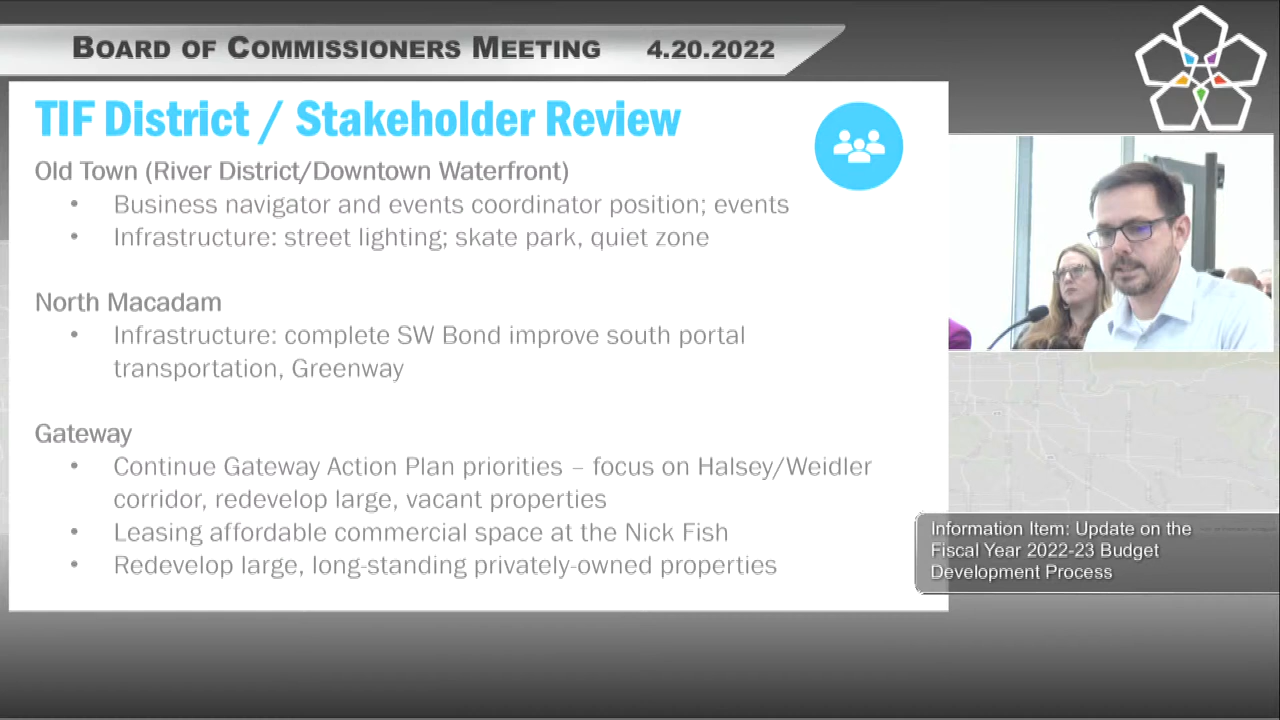 BOARD OF COMMISSIONERS MEETING 4.20.2022
TIF District / Stakeholder Review
Old Town (River District/Downtown Waterfront)
• Business navigator and events coordinator position; events
• Infrastructure: street lighting; skate park, quiet zone
North Macadam
• Infrastructure: complete SW Bond improve south portal
transportation, Greenway
Gateway
• Continue Gateway Action Plan priorities – focus on Halsey/Weidler
corridor, redevelop large, vacant properties
• Leasing affordable commercial space at the Nick Fish
• Redevelop large, long-standing privately-owned properties
Information Item: Update on the
Fiscal Year 2022-23 Budget
Development Process